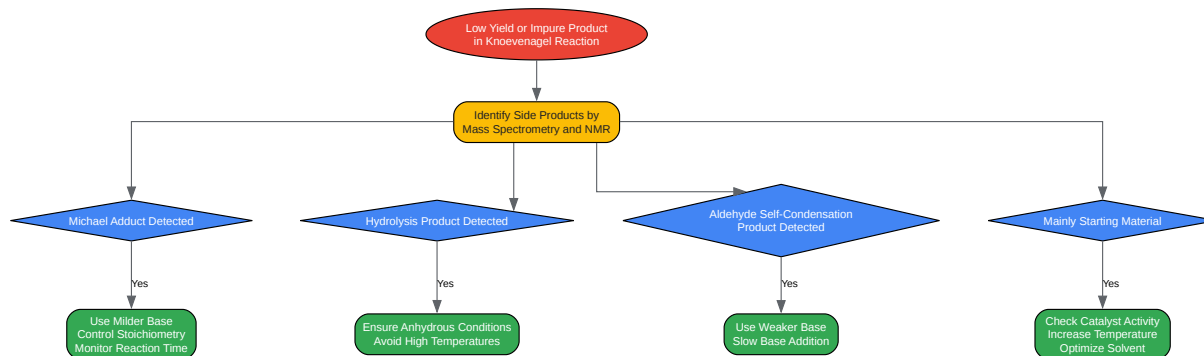 Low Yield or Impure Product
in Knoevenagel Reaction
Identify Side Products by
Mass Spectrometry and NMR
Michael Adduct Detected
Hydrolysis Product Detected
Aldehyde Self-Condensation
Product Detected
Mainly Starting Material
Yes
Yes
Yes
Yes
Use Milder Base
Control Stoichiometry
Monitor Reaction Time
Ensure Anhydrous Conditions
Avoid High Temperatures
Use Weaker Base
Slow Base Addition
Check Catalyst Activity
Increase Temperature
Optimize Solvent